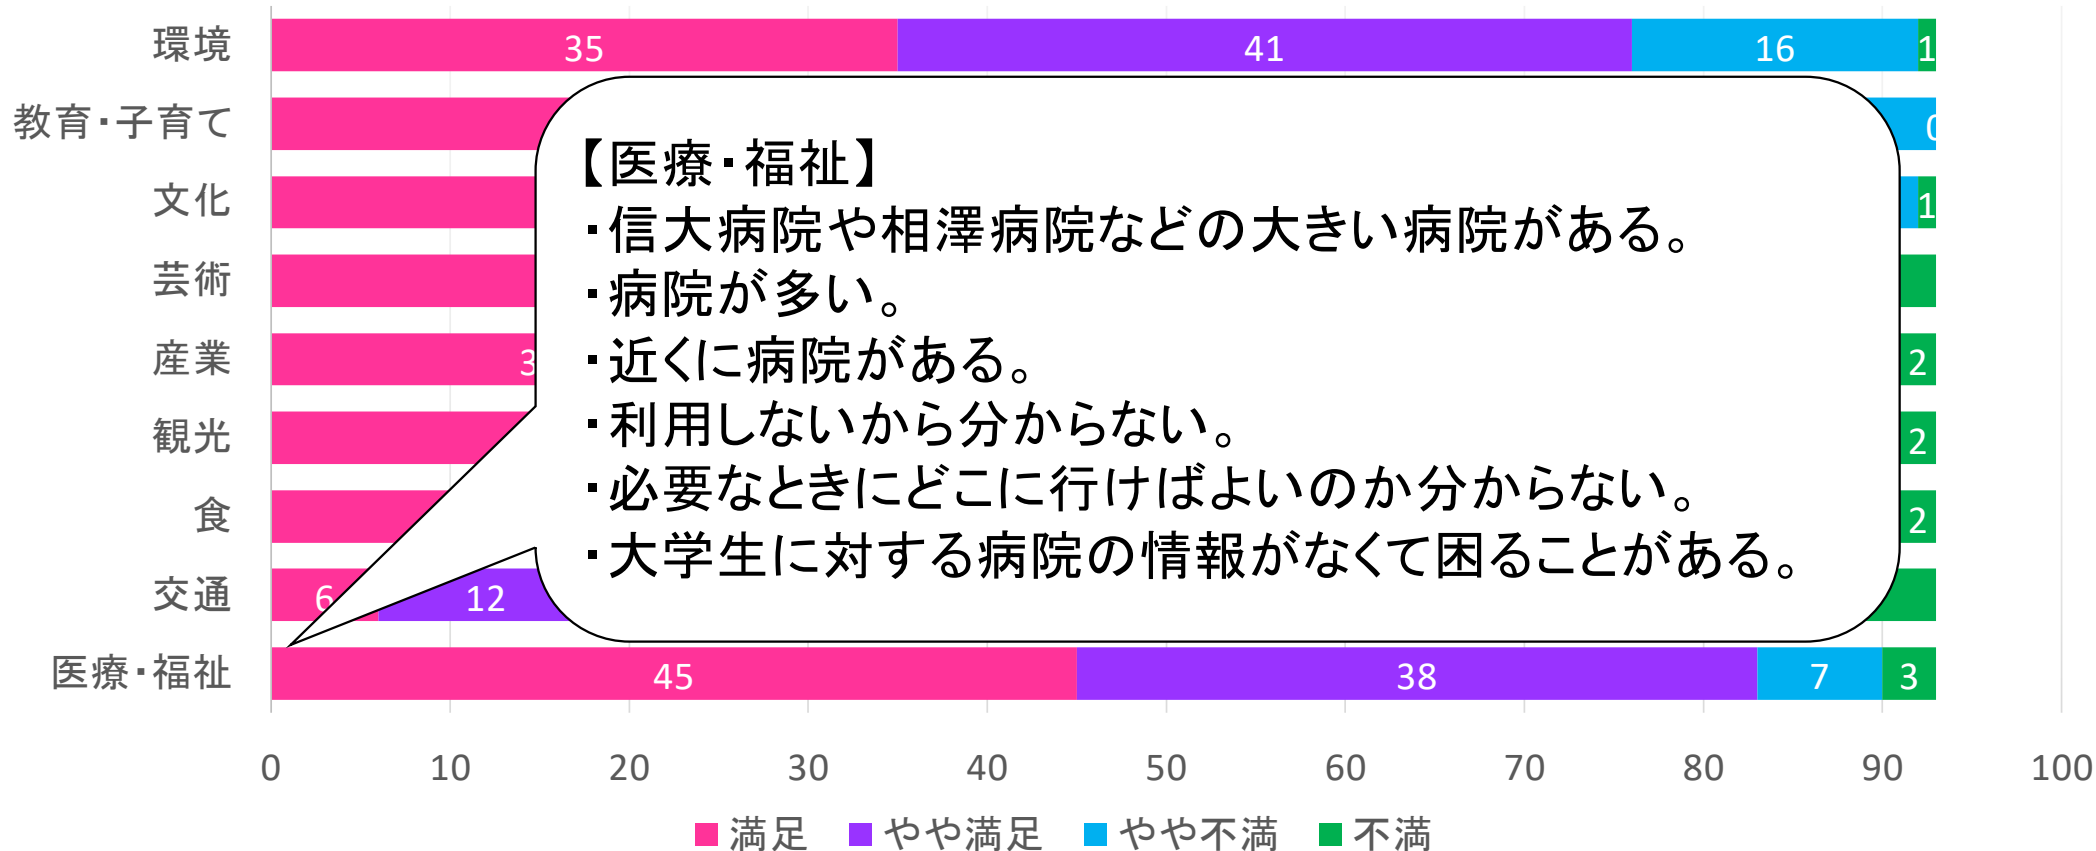 環境 35 41 16 1
教育・子育て 0
文化 1
芸術
産業 3 2
観光 2
食 2
交通 6 12
医療・福祉 45 38 7 3
【医療・福祉】
・信大病院や相澤病院などの大きい病院がある。
・病院が多い。
・近くに病院がある。
・利用しないから分からない。
・必要なときにどこに行けばよいのか分からない。
・大学生に対する病院の情報がなくて困ることがある。
0 10 20 30 40 50 60 70 80 90 100
満足 やや満足 やや不満 不満